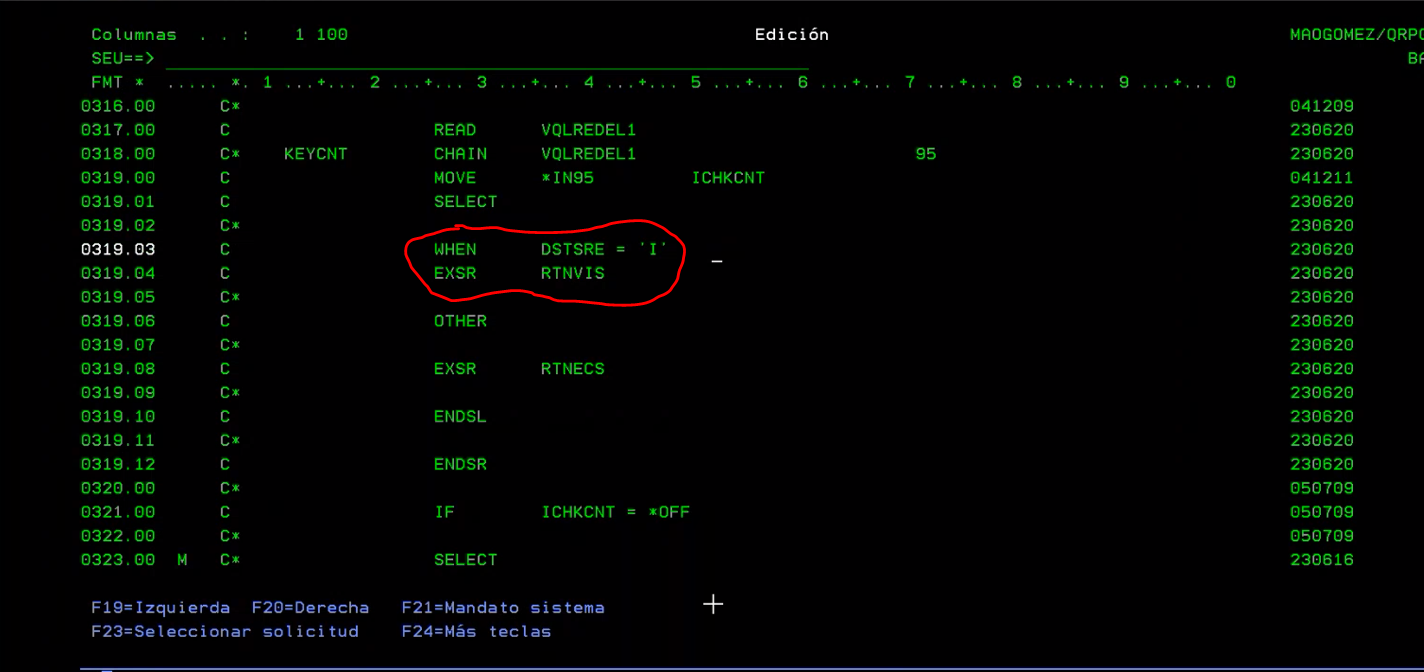 Columnas . . : 1 100 Edición MAOGOMEZ/QRPG
SEU==>
FMT * ..... *. 1 ...+... 2 ...+... 3 ...+... 4 ...+... 5 ...+... 6 ...+... 7 ...+... 8 ...+... 9 ...+... 0
0316.00 C* 041209
0317.00 C READ VQLREDEL1 230620
0318.00 C* KEYCNT CHAIN VQLREDEL1 95 230620
0319.00 C MOVE *IN95 ICHKCNT 041211
0319.01 C SELECT 230620
0319.02 C* 230620
0319.03 C WHEN DSTSRE = 'I' 230620
0319.04 C EXSR RTNVIS 230620
0319.05 C* 230620
0319.06 C OTHER 230620
0319.07 C* 230620
0319.08 C EXSR RTNECS 230620
0319.09 C* 230620
0319.10 C ENDSL 230620
0319.11 C* 230620
0319.12 C ENDSR 230620
0320.00 C* 050709
0321.00 C IF ICHKCNT = *OFF 050709
0322.00 C* 050709
0323.00 M C* SELECT 230616
F19=Izquierda F20=Derecha F21=Mandato sistema
F23=Seleccionar solicitud F24=Más teclas